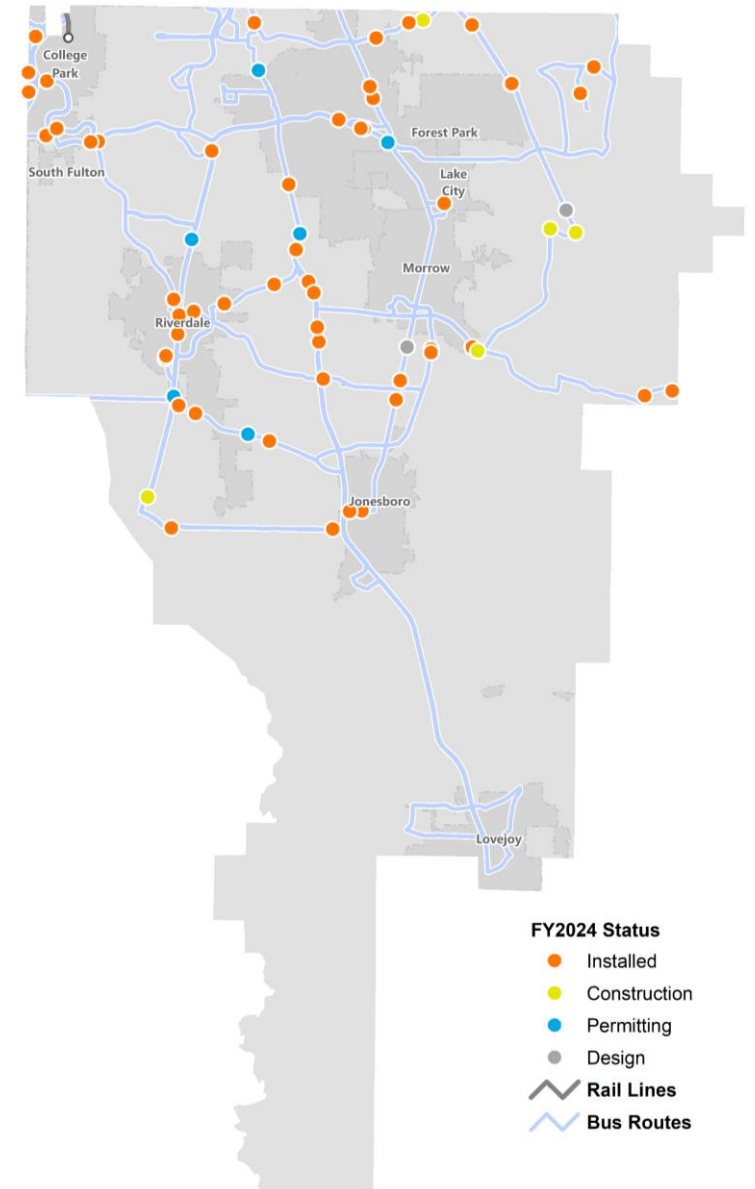 College
Park
Forest Park
South Fulton
Lake
City
Morrow
Riverdale
Jonesboro
Lovejoy
FY2024 Status
Installed
Construction
Permitting
Design
Rail Lines
Bus Routes